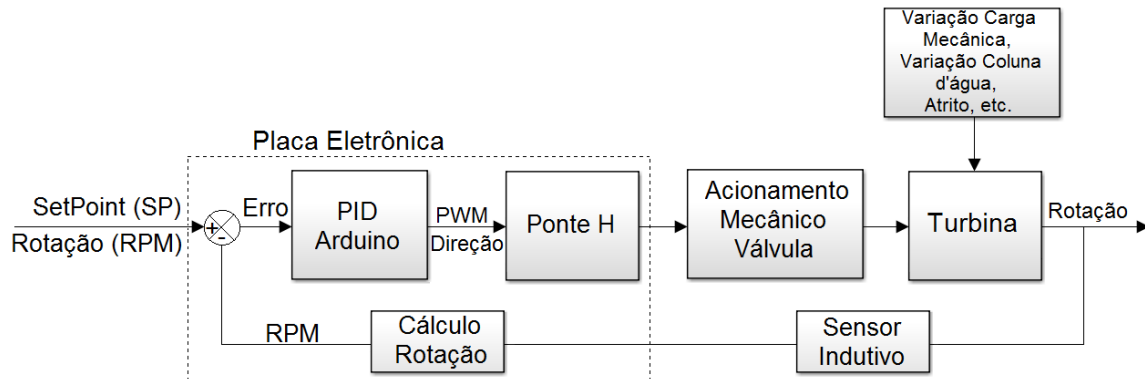 Variação Carga
Mecânica,
Variação Coluna
d'água,
Atrito, etc.
Placa Eletrônica
SetPoint (SP)
Rotação (RPM)
+
-
Erro
PID
Arduino
PWM
Direção
Ponte H
Acionamento
Mecânico
Válvula
Turbina
Rotação
RPM
Cálculo
Rotação
Sensor
Indutivo